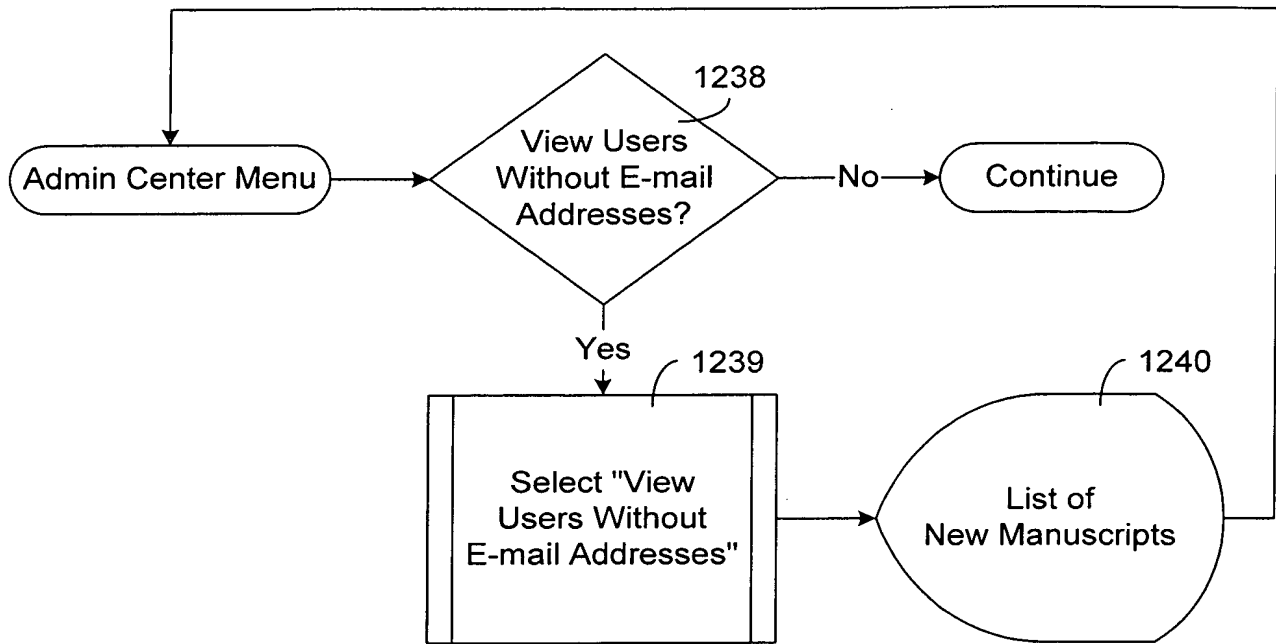 1238
View Users
Without E-mail
Addresses?
Admin Center Menu
No
Continue
Yes
1239
1240
Select "View
Users Without
E-mail Addresses"
List of
New Manuscripts